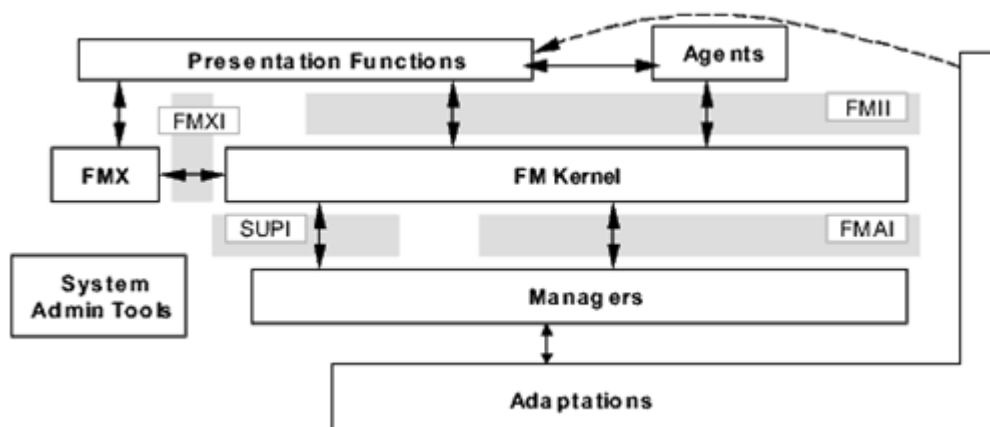 Presentation Functions
Agents
FMXI
FMII
FMX
FM Kernel
SUPI
FMAI
System
Admin Tools
Managers
Adaptations